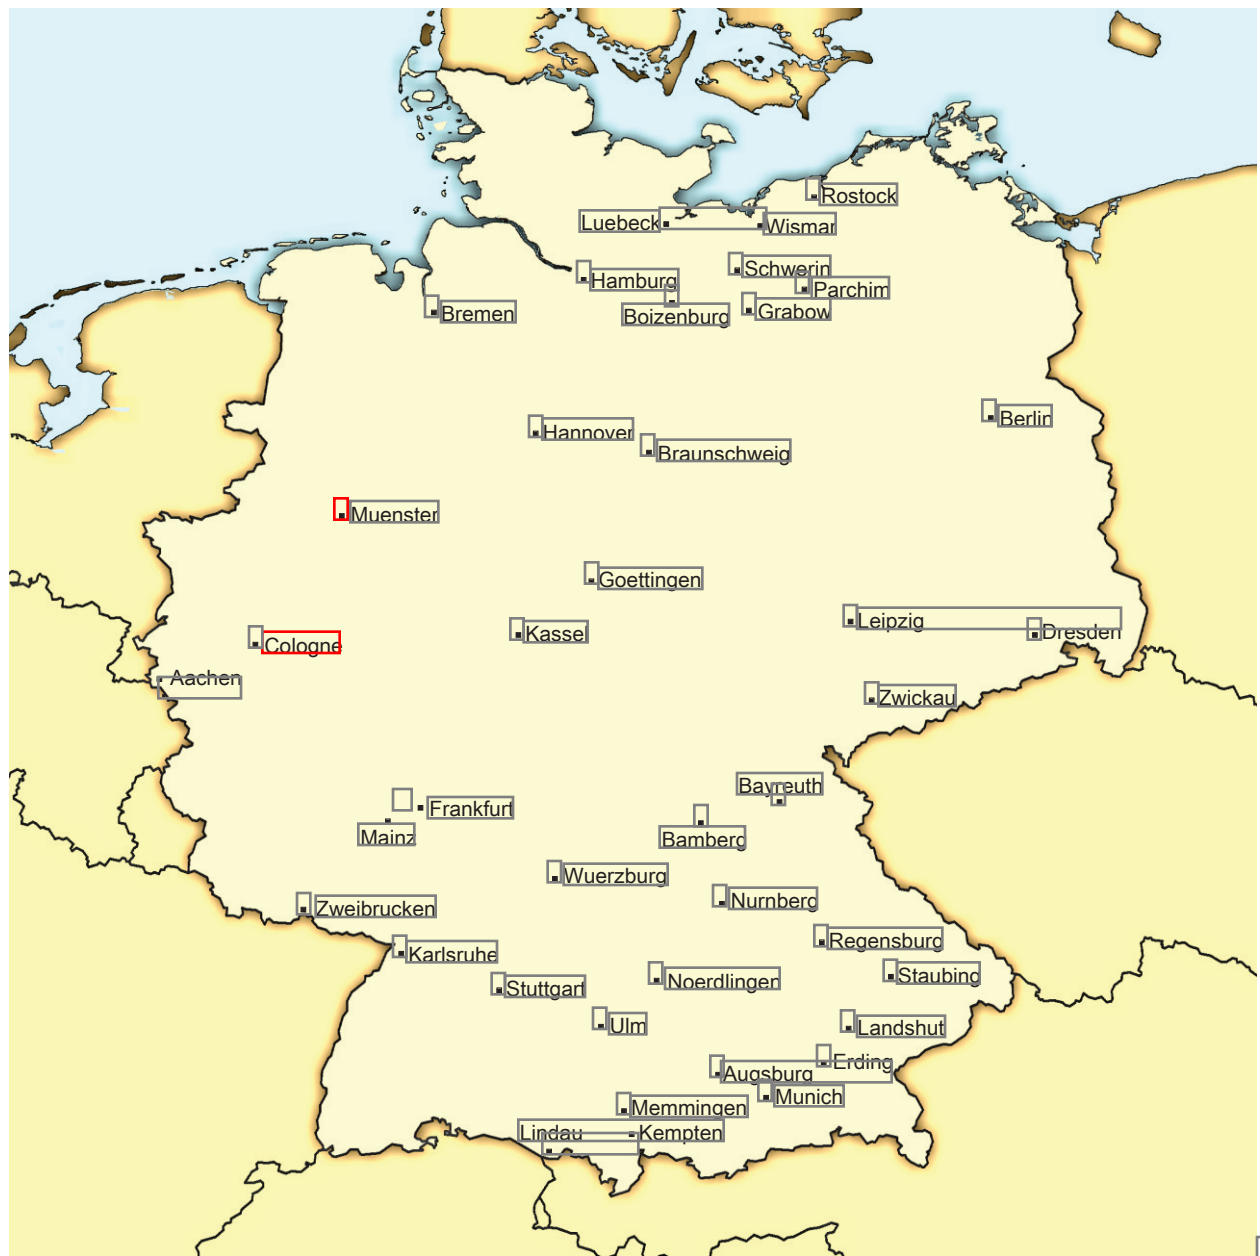 Rostock
Luebeck
Wismar
Schwerin
Hamburg
Parchim
Bremen
Boizenburg
Grabow
Berlin
Hannover
Braunschweig
Muenster
Goettingen
Leipzig
Kassel
Dresden
Cologne
Aachen
Zwickau
Bayreuth
Frankfurt
Mainz
Bamberg
Wuerzburg
Nurnberg
Zweibrucken
Regensburg
Karlsruhe
Staubing
Noerdlingen
Stuttgart
Ulm
Landshut
Erding
Augsburg
Munich
Memmingen
Lindau
Kempten